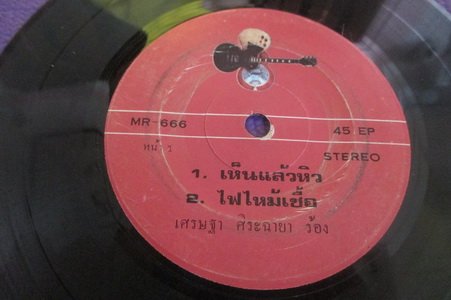 MR-666
45 EP
หน้า 1
STEREO
1. เห็นแล้วหิว
2. ไฟไหม้เชื้อ
เศรษฐา ศิระฉายา ร้อง